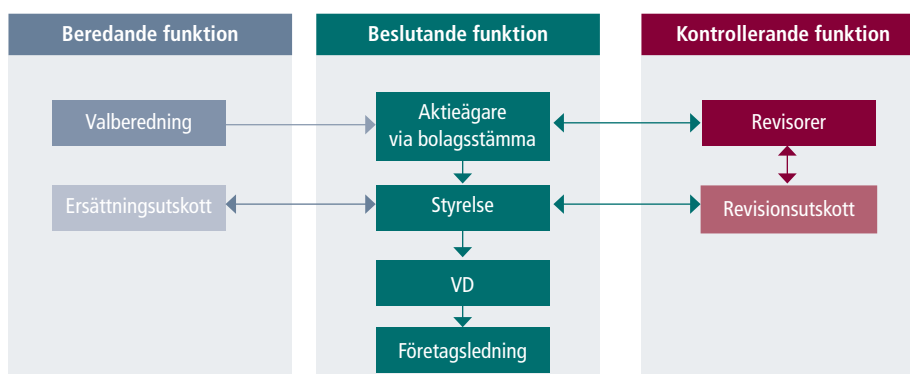 Beredande funktion
Beslutande funktion
Kontrollerande funktion
Valberedning
Aktieägare
via bolagsstämma
Revisorer
Ersättningsutskott
Styrelse
Revisionsutskott
VD
Företagsledning